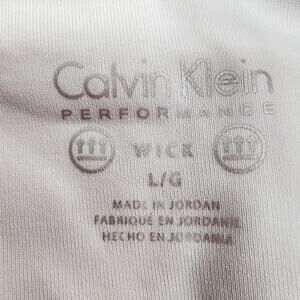 Calvin Klein
PERFORMANCE
WICK
L/G
MADE IN JORDAN
FABRIQUÉ EN JORDANIE
HECHO EN JORDANIA